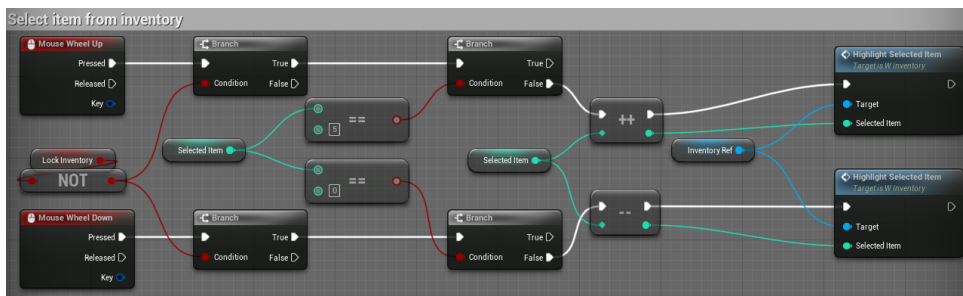 Select item from inventory
Mouse Wheel Up
Pressed
Released
Key
Branch
True
Condition
False
Branch
True
Condition
False
Highlight Selected Item
Target is W Inventory
Target
Selected Item
5
==
++
Lock Inventory
NOT
Selected Item
Selected Item
Inventory Ref
0
==
Mouse Wheel Down
Pressed
Released
Key
Branch
True
Condition
False
Branch
True
Condition
False
--
Highlight Selected Item
Target is W Inventory
Target
Selected Item